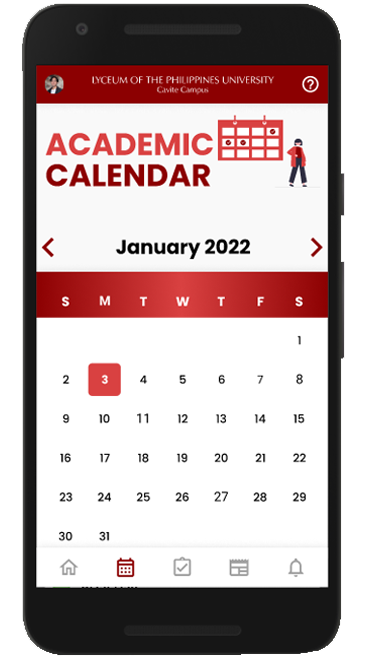 LYCEUM OF THE PHILIPPINES UNIVERSITY
Cavite Campus
ACADEMIC
CALENDAR
January 2022
S M T W T F S
1
2 3 4 5 6 7 8
9 10 11 12 13 14 15
16 17 18 19 20 21 22
23 24 25 26 27 28 29
30 31